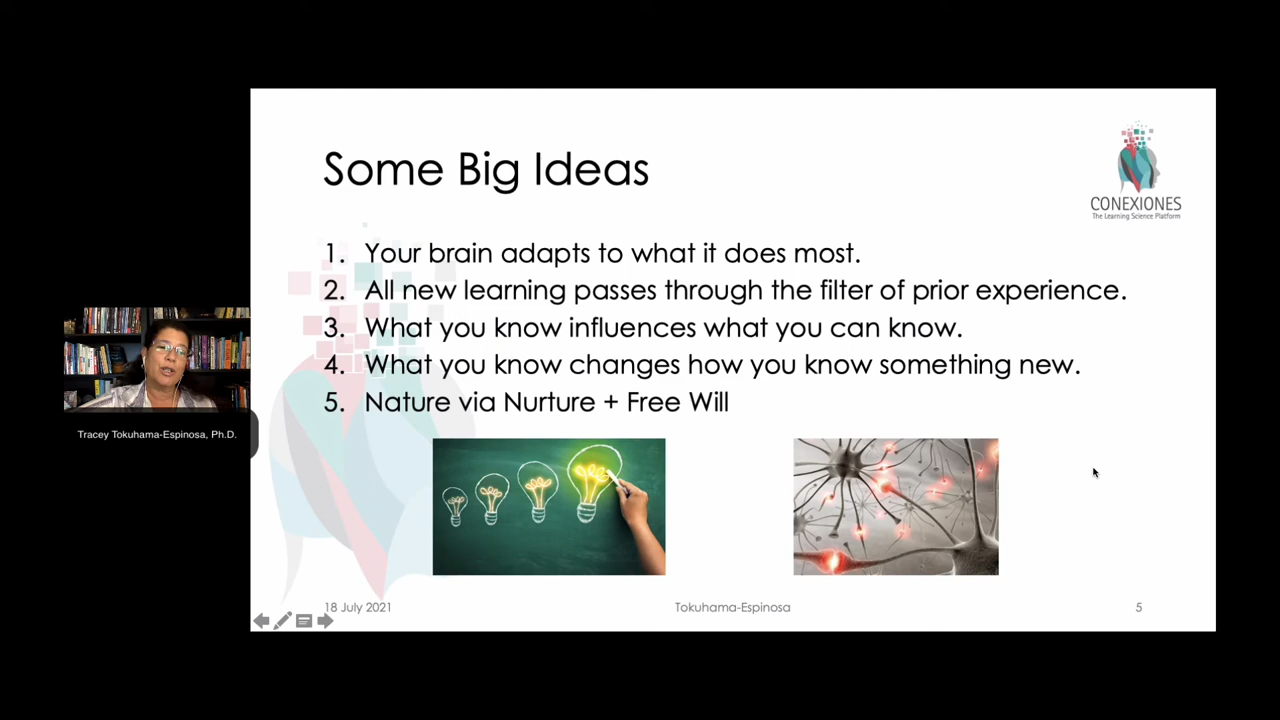 Some Big Ideas
CONEXIONES
The Learning Science Platform
1. Your brain adapts to what it does most.
2. All new learning passes through the filter of prior experience.
3. What you know influences what you can know.
4. What you know changes how you know something new.
5. Nature via Nurture + Free Will
Tracey Tokuhama-Espinosa, Ph.D.
18 July 2021
Tokuhama-Espinosa
5